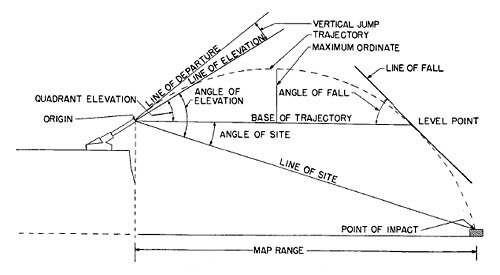 VERTICAL JUMP
TRAJECTORY
MAXIMUM ORDINATE
LINE OF DEPARTURE
LINE OF ELEVATION
LINE OF FALL
QUADRANT ELEVATION
ANGLE OF
ELEVATION
ANGLE OF FALL
ORIGIN
BASE OF TRAJECTORY
LEVEL POINT
ANGLE OF SITE
LINE OF SITE
POINT OF IMPACT
MAP RANGE